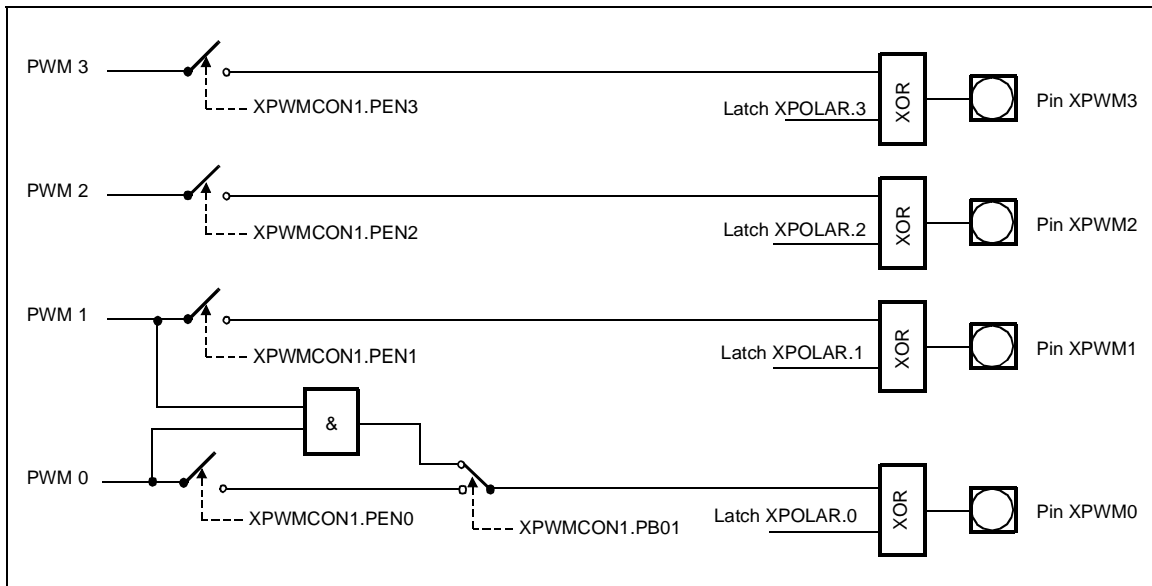 PWM 3
XPWMCON1.PEN3
Latch XPOLAR.3
XOR
Pin XPWM3
PWM 2
XPWMCON1.PEN2
Latch XPOLAR.2
XOR
Pin XPWM2
PWM 1
XPWMCON1.PEN1
Latch XPOLAR.1
XOR
Pin XPWM1
&
PWM 0
XPWMCON1.PEN0
XPWMCON1.PB01
Latch XPOLAR.0
XOR
Pin XPWM0